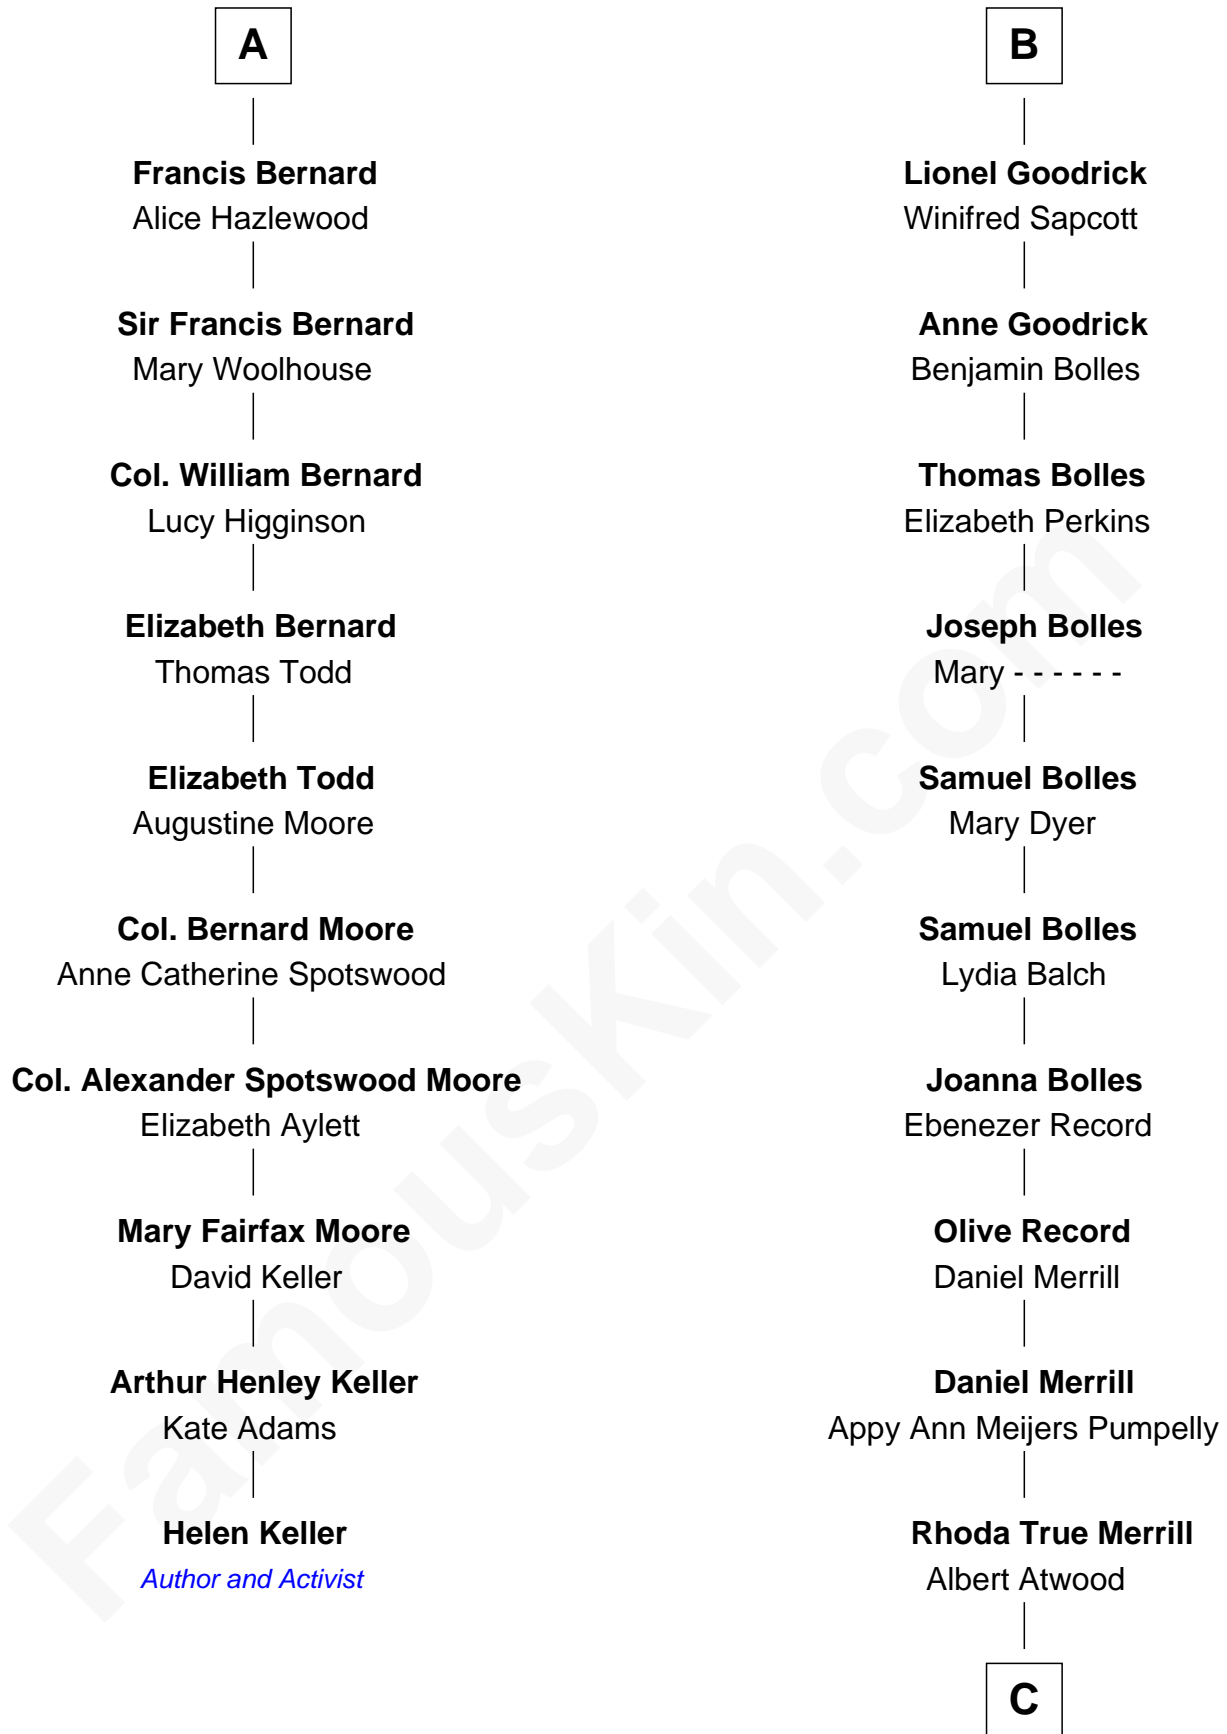 A
Francis Bernard
Alice Hazlewood
Sir Francis Bernard
Mary Woolhouse
Col. William Bernard
Lucy Higginson
Elizabeth Bernard
Thomas Todd
Elizabeth Todd
Augustine Moore
Col. Bernard Moore
Anne Catherine Spotswood
Col. Alexander Spotswood Moore
Elizabeth Aylett
Mary Fairfax Moore
David Keller
Arthur Henley Keller
Kate Adams
Helen Keller
Author and Activist
B
Lionel Goodrick
Winifred Sapcott
Anne Goodrick
Benjamin Bolles
Thomas Bolles
Elizabeth Perkins
Joseph Bolles
Mary - - - - - -
Samuel Bolles
Mary Dyer
Samuel Bolles
Lydia Balch
Joanna Bolles
Ebenezer Record
Olive Record
Daniel Merrill
Daniel Merrill
Appy Ann Meijers Pumpelly
Rhoda True Merrill
Albert Atwood
C
FamousKin.com